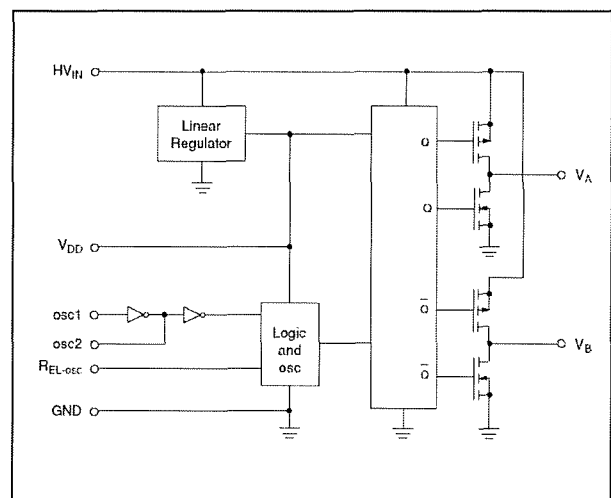 HV_IN
Linear
Regulator
Q
V_A
Q
V_DD
osc1
osc2
R_EL-osc
GND
Logic
and
osc
Q̅
V_B
Q̅